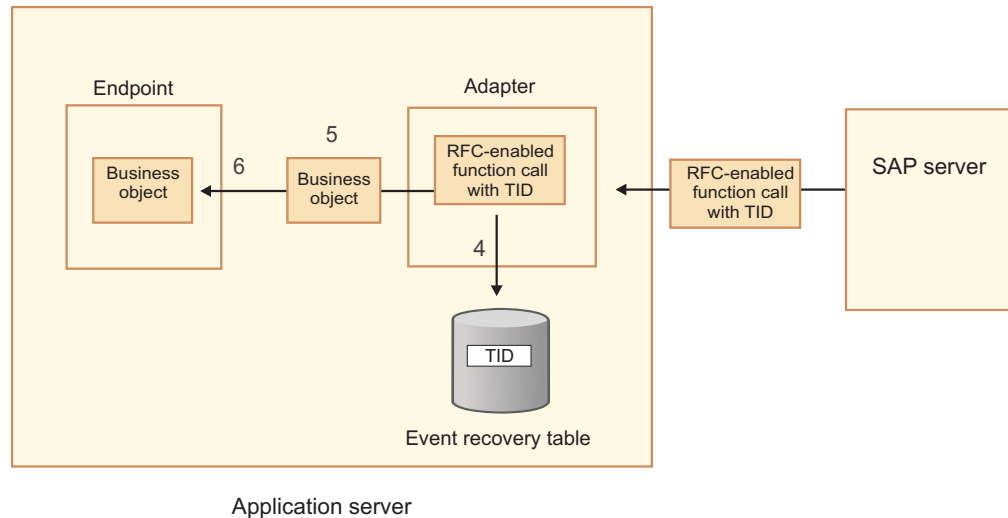 Endpoint
Adapter
5
6
Business
object
Business
object
RFC-enabled
function call
with TID
4
RFC-enabled
function call
with TID
SAP server
TID
Event recovery table
Application server